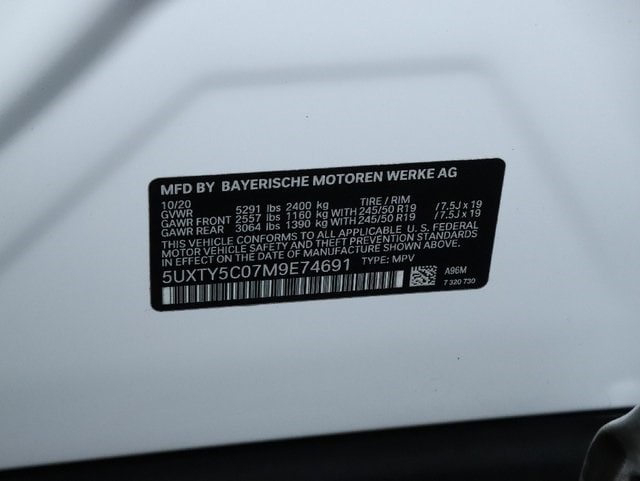 MFD BY BAYERISCHE MOTOREN WERKE AG
10/20 TIRE / RIM
GVWR 5291 lbs 2400 kg
GAWR FRONT 2557 lbs 1160 kg WITH 245/50 R19 / 7.5J x 19
GAWR REAR 3064 lbs 1390 kg WITH 245/50 R19 / 7.5J x 19
THIS VEHICLE CONFORMS TO ALL APPLICABLE U.S. FEDERAL
MOTOR VEHICLE SAFETY AND THEFT PREVENTION STANDARDS
IN EFFECT ON THE DATE OF MANUFACTURE SHOWN ABOVE.
5UXTY5C07M9E74691 TYPE: MPV
A96M
7 320 730